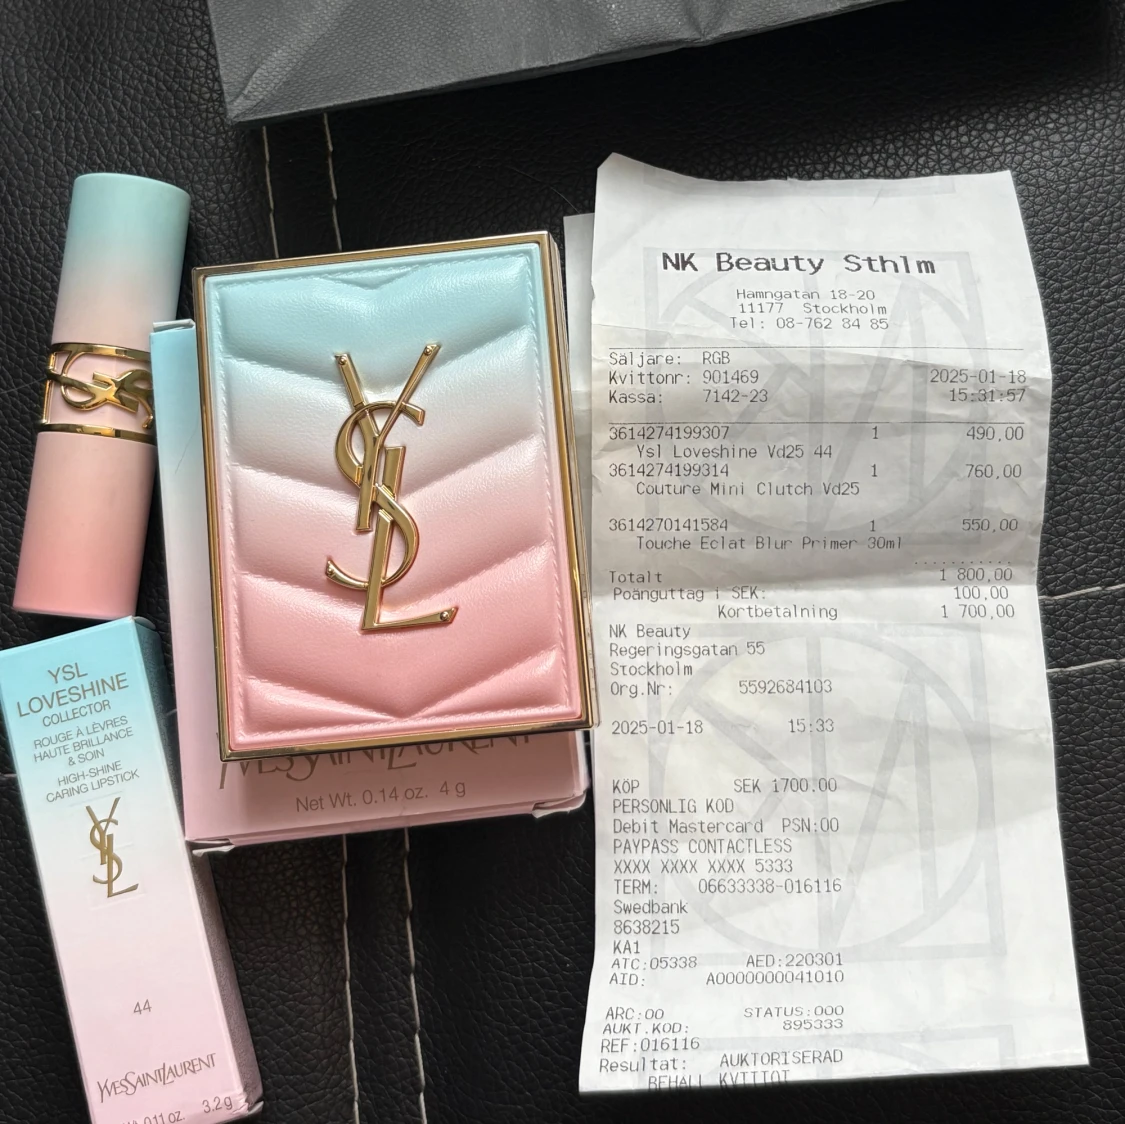 YSL
LOVESHINE
COLLECTOR
ROUGE À LÈVRES
HAUTE BRILLANCE
& SOIN
HIGH-SHINE
CARING LIPSTICK
YSL
44
YVESSAINTLAURENT
0.11 oz. 3.2 g
YSL
YVESSAINTLAURENT
Net Wt. 0.14 oz. 4 g
NK Beauty Sthlm
Hamngatan 18-20
11177 Stockholm
Tel: 08-762 84 85
Säljare: RGB
Kvittonr: 901469 2025-01-18
Kassa: 7142-23 15:31:57
3614274199307 1 490,00
Ysl Loveshine Vd25 44
3614274199314 1 760,00
Couture Mini Clutch Vd25
3614270141584 1 550,00
Touche Eclat Blur Primer 30ml
Totalt 1 800,00
Poänguttag i SEK: 100,00
Kortbetalning 1 700,00
NK Beauty
Regeringsgatan 55
Stockholm
Org.Nr: 5592684103
2025-01-18 15:33
KÖP SEK 1700.00
PERSONLIG KOD
Debit Mastercard PSN:00
PAYPASS CONTACTLESS
XXXX XXXX XXXX 5333
TERM: 06633338-016116
Swedbank
8638215
KA1
ATC:05338 AED:220301
AID: A0000000041010
ARC:00 STATUS:000
AUKT.KOD: 895333
REF:016116
Resultat: AUKTORISERAD
BEHÅLL KVITTOT